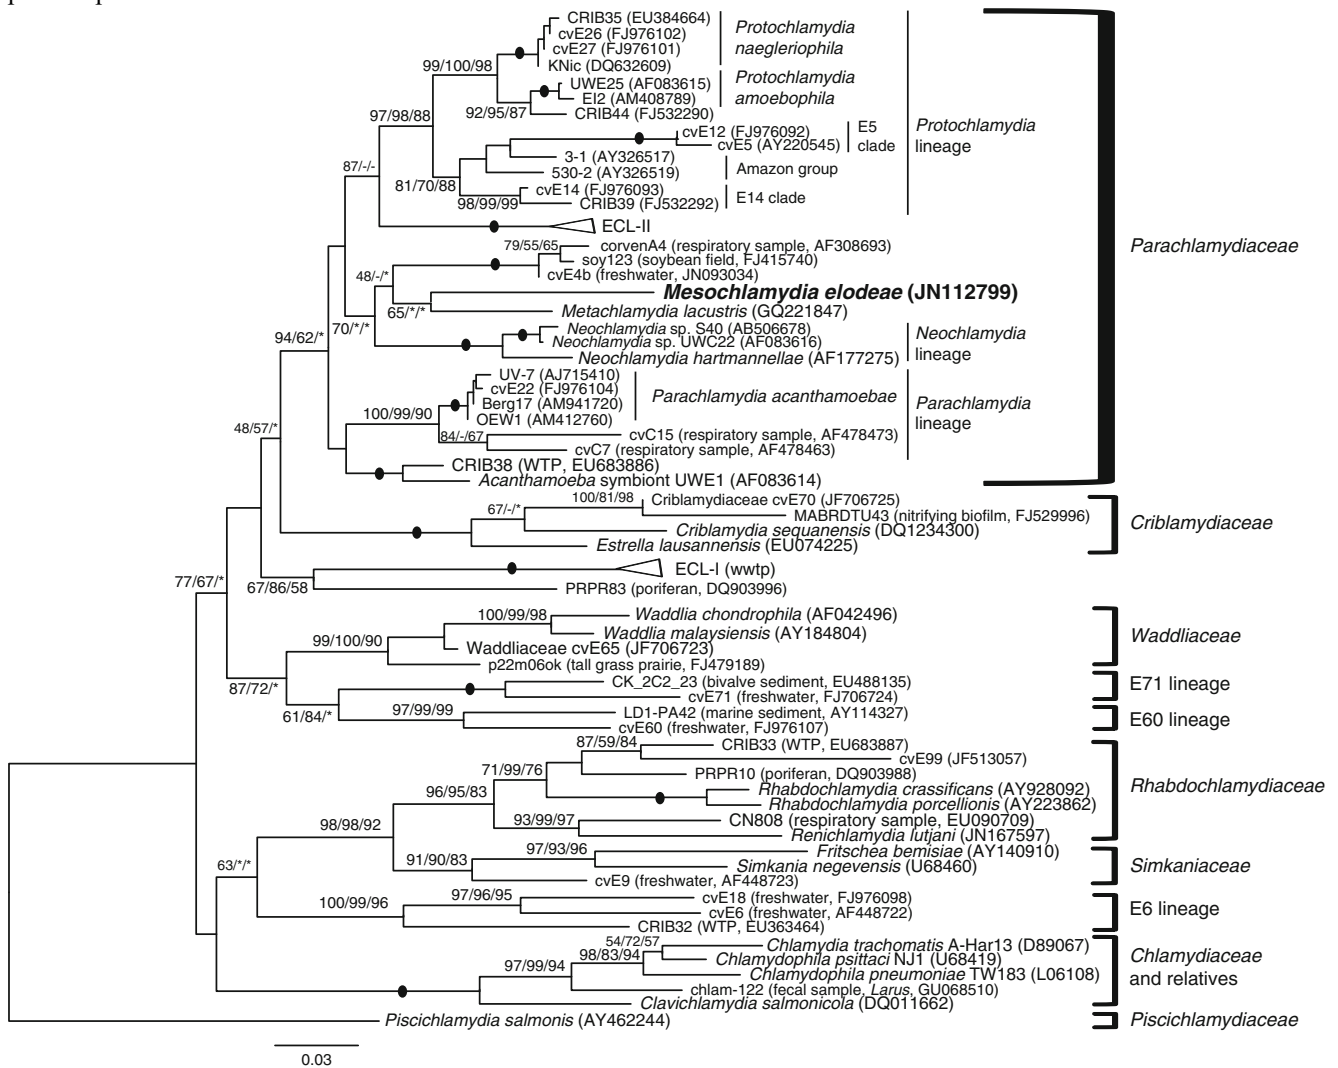 CRIB35 (EU384664)
cvE26 (FJ976102)
cvE27 (FJ976101)
KNic (DQ632609)
Protochlamydia
naegleriophila
99/100/98
UWE25 (AF083615)
EI2 (AM408789)
CRIB44 (FJ532290)
Protochlamydia
amoebophila
92/95/87
97/98/88
cvE12 (FJ976092)
cvE5 (AY220545)
E5
clade
Protochlamydia
lineage
3-1 (AY326517)
530-2 (AY326519)
Amazon group
87/-/-
81/70/88
cvE14 (FJ976093)
CRIB39 (FJ532292)
E14 clade
98/99/99
ECL-II
79/55/65
corvenA4 (respiratory sample, AF308693)
soy123 (soybean field, FJ415740)
cvE4b (freshwater, JN093034)
Parachlamydiaceae
48/-/*
Mesochlamydia elodeae (JN112799)
65/*/*
Metachlamydia lacustris (GQ221847)
70/*/*
94/62/*
Neochlamydia sp. S40 (AB506678)
Neochlamydia sp. UWC22 (AF083616)
Neochlamydia hartmannellae (AF177275)
Neochlamydia
lineage
UV-7 (AJ715410)
cvE22 (FJ976104)
Berg17 (AM941720)
OEW1 (AM412760)
Parachlamydia acanthamoebae
Parachlamydia
lineage
100/99/90
84/-/67
cvC15 (respiratory sample, AF478473)
cvC7 (respiratory sample, AF478463)
48/57/*
CRIB38 (WTP, EU683886)
Acanthamoeba symbiont UWE1 (AF083614)
100/81/98
Criblamydiaceae cvE70 (JF706725)
67/-/*
MABRDTU43 (nitrifying biofilm, FJ529996)
Criblamydia sequanensis (DQ1234300)
Estrella lausannensis (EU074225)
Criblamydiaceae
ECL-I (wwtp)
77/67/*
67/86/58
PRPR83 (poriferan, DQ903996)
100/99/98
Waddlia chondrophila (AF042496)
Waddlia malaysiensis (AY184804)
99/100/90
Waddliaceae cvE65 (JF706723)
p22m06ok (tall grass prairie, FJ479189)
Waddliaceae
87/72/*
CK_2C2_23 (bivalve sediment, EU488135)
cvE71 (freshwater, FJ706724)
E71 lineage
61/84/*
97/99/99
LD1-PA42 (marine sediment, AY114327)
cvE60 (freshwater, FJ976107)
E60 lineage
87/59/84
CRIB33 (WTP, EU683887)
cvE99 (JF513057)
71/99/76
PRPR10 (poriferan, DQ903988)
Rhabdochlamydia crassificans (AY928092)
Rhabdochlamydia porcellionis (AY223862)
Rhabdochlamydiaceae
96/95/83
93/99/97
CN808 (respiratory sample, EU090709)
Renichlamydia lutjani (JN167597)
98/98/92
97/93/96
Fritschea bemisiae (AY140910)
91/90/83
Simkania negevensis (U68460)
cvE9 (freshwater, AF448723)
Simkaniaceae
63/*/*
97/96/95
cvE18 (freshwater, FJ976098)
100/99/96
cvE6 (freshwater, AF448722)
CRIB32 (WTP, EU363464)
E6 lineage
54/72/57
Chlamydia trachomatis A-Har13 (D89067)
98/83/94
Chlamydophila psittaci NJ1 (U68419)
97/99/94
Chlamydophila pneumoniae TW183 (L06108)
chlam-122 (fecal sample, Larus, GU068510)
Clavichlamydia salmonicola (DQ011662)
Chlamydiaceae
and relatives
Piscichlamydia salmonis (AY462244)
Piscichlamydiaceae
0.03